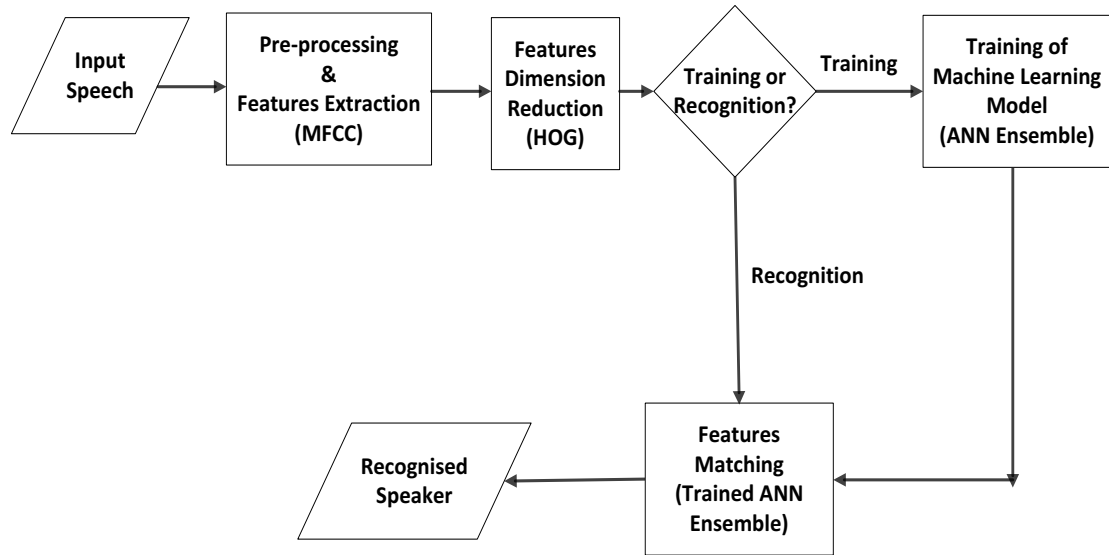 Input
Speech
Pre-processing
&
Features Extraction
(MFCC)
Features
Dimension
Reduction
(HOG)
Training or
Recognition?
Training
Training of
Machine Learning
Model
(ANN Ensemble)
Recognition
Features
Matching
(Trained ANN
Ensemble)
Recognised
Speaker